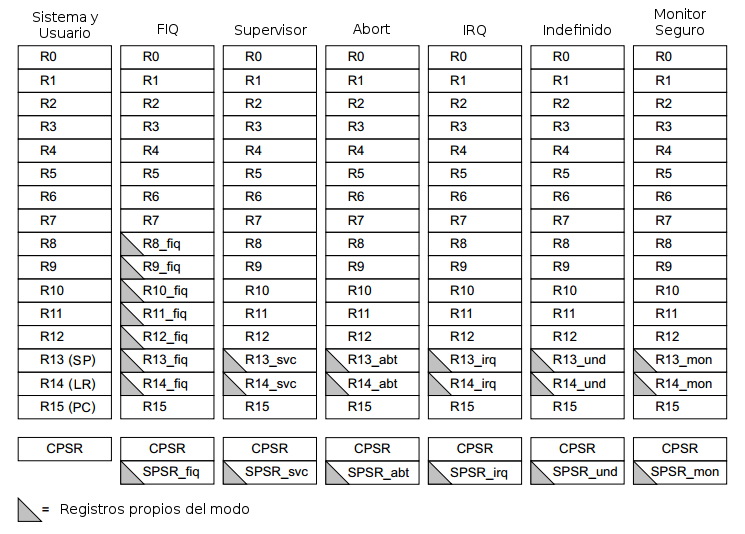 Sistema y
Usuario FIQ Supervisor Abort IRQ Indefinido Monitor
Seguro
R0 R0 R0 R0 R0 R0 R0
R1 R1 R1 R1 R1 R1 R1
R2 R2 R2 R2 R2 R2 R2
R3 R3 R3 R3 R3 R3 R3
R4 R4 R4 R4 R4 R4 R4
R5 R5 R5 R5 R5 R5 R5
R6 R6 R6 R6 R6 R6 R6
R7 R7 R7 R7 R7 R7 R7
R8 R8_fiq R8 R8 R8 R8 R8
R9 R9_fiq R9 R9 R9 R9 R9
R10 R10_fiq R10 R10 R10 R10 R10
R11 R11_fiq R11 R11 R11 R11 R11
R12 R12_fiq R12 R12 R12 R12 R12
R13 (SP) R13_fiq R13_svc R13_abt R13_irq R13_und R13_mon
R14 (LR) R14_fiq R14_svc R14_abt R14_irq R14_und R14_mon
R15 (PC) R15 R15 R15 R15 R15 R15
CPSR CPSR CPSR CPSR CPSR CPSR CPSR
SPSR_fiq SPSR_svc SPSR_abt SPSR_irq SPSR_und SPSR_mon
= Registros propios del modo